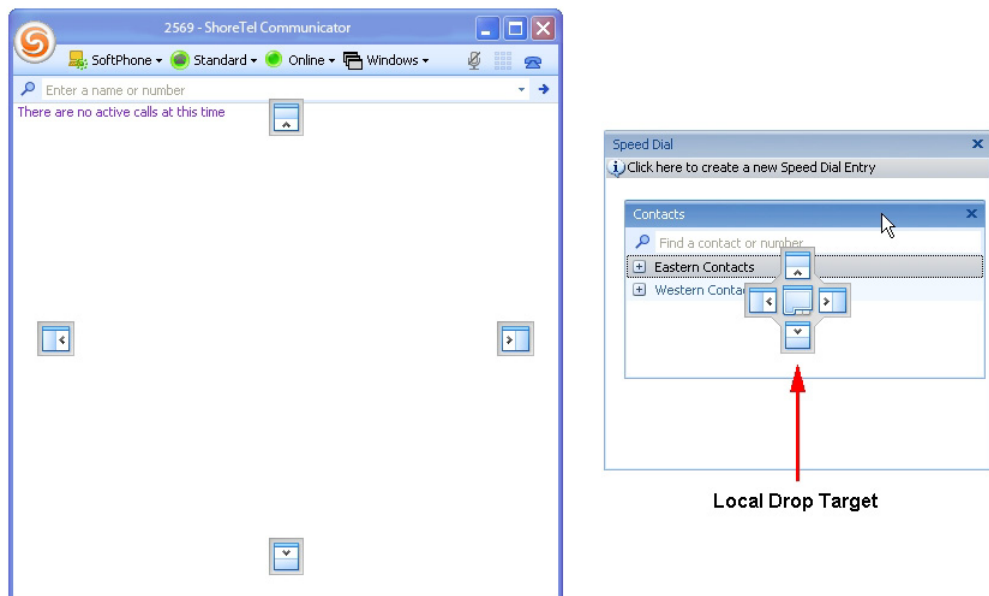 2569 - ShoreTel Communicator
SoftPhone Standard Online Windows
Enter a name or number
There are no active calls at this time
Speed Dial
Click here to create a new Speed Dial Entry
Contacts
Find a contact or number
Eastern Contacts
Western Conta
Local Drop Target